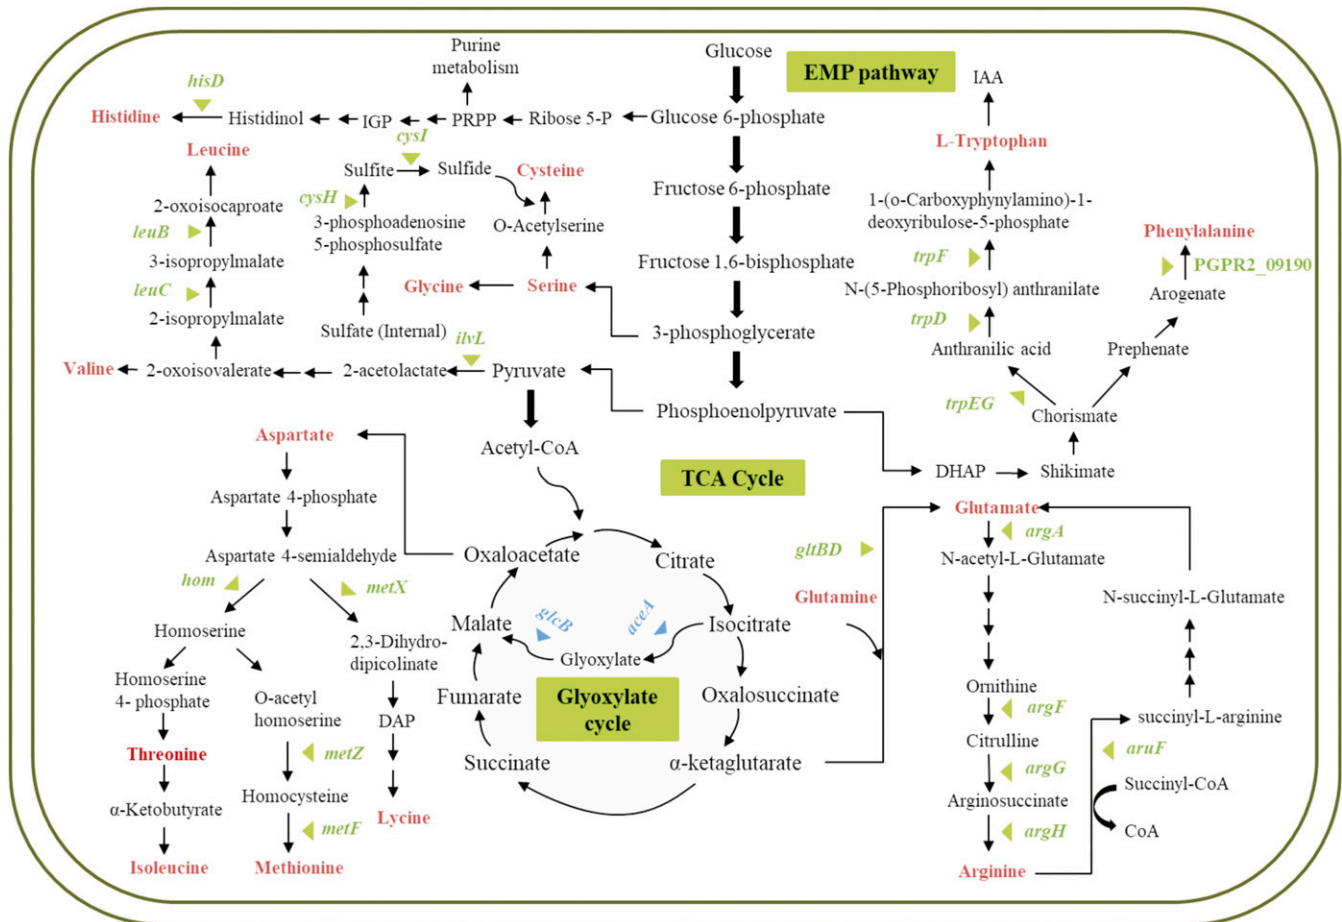 Glucose
EMP pathway
Purine
metabolism
IAA
hisD
Histidine
Histidinol
IGP
PRPP
Ribose 5-P
Glucose 6-phosphate
cysI
L-Tryptophan
Leucine
Sulfite
Sulfide
Cysteine
Fructose 6-phosphate
1-(o-Carboxyphynylamino)-1-
deoxyribulose-5-phosphate
cysH
2-oxoisocaproate
3-phosphoadenosine
5-phosphosulfate
O-Acetylserine
leuB
Phenylalanine
trpF
PGPR2_09190
3-isopropylmalate
Fructose 1,6-bisphosphate
Glycine
Serine
N-(5-Phosphoribosyl) anthranilate
Arogenate
leuC
2-isopropylmalate
trpD
Sulfate (Internal)
ilvL
3-phosphoglycerate
Anthranilic acid
Prephenate
Valine
2-oxoisovalerate
2-acetolactate
Pyruvate
trpEG
Phosphoenolpyruvate
Chorismate
Aspartate
Acetyl-CoA
TCA Cycle
DHAP
Shikimate
Aspartate 4-phosphate
Glutamate
argA
Aspartate 4-semialdehyde
Oxaloacetate
Citrate
gltBD
N-acetyl-L-Glutamate
hom
metX
Glutamine
N-succinyl-L-Glutamate
Homoserine
Malate
glcB
aceA
Isocitrate
2,3-Dihydro-
dipicolinate
Glyoxylate
Homoserine
4- phosphate
O-acetyl
homoserine
Fumarate
Glyoxylate
cycle
Oxalosuccinate
Ornithine
argF
succinyl-L-arginine
DAP
Threonine
metZ
Citrulline
aruF
Succinate
α-ketaglutarate
argG
Succinyl-CoA
α-Ketobutyrate
Homocysteine
Arginosuccinate
Lycine
metF
argH
CoA
Isoleucine
Methionine
Arginine